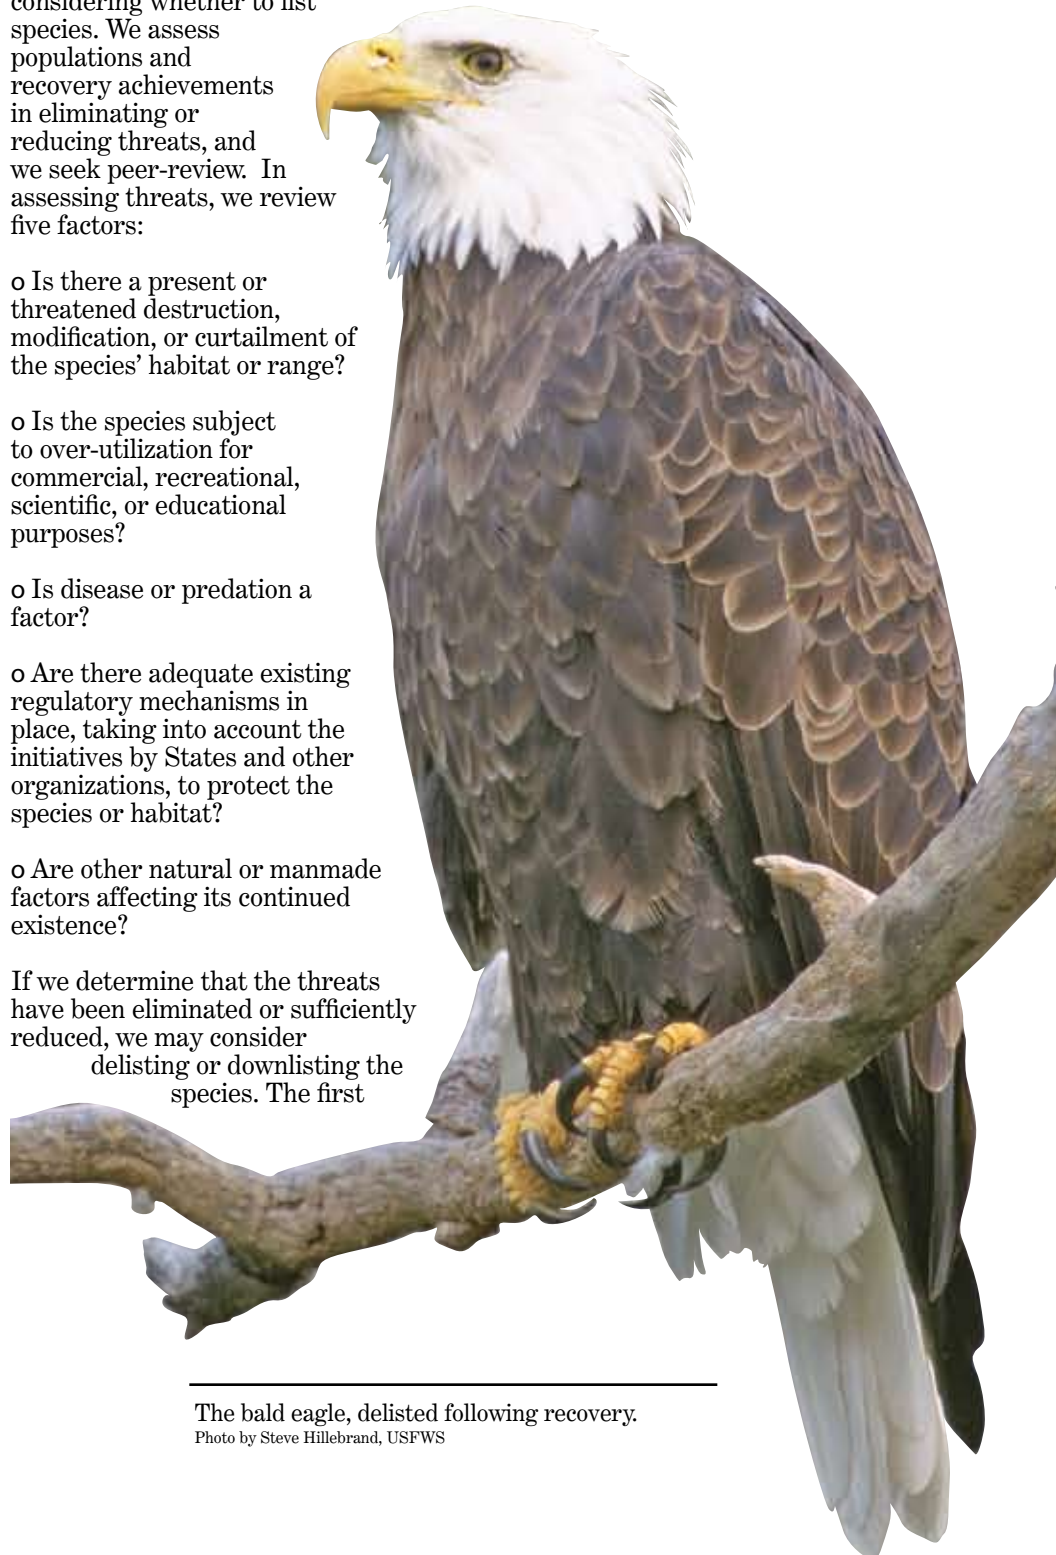 considering whether to list
species. We assess
populations and
recovery achievements
in eliminating or
reducing threats, and
we seek peer-review.  In
assessing threats, we review
five factors:
o Is there a present or
threatened destruction,
modification, or curtailment of
the species’ habitat or range?
o Is the species subject
to over-utilization for
commercial, recreational,
scientific, or educational
purposes?
o Is disease or predation a
factor?
o Are there adequate existing
regulatory mechanisms in
place, taking into account the
initiatives by States and other
organizations, to protect the
species or habitat?
o Are other natural or manmade
factors affecting its continued
existence?
If we determine that the threats
have been eliminated or sufficiently
reduced, we may consider
delisting or downlisting the
species. The first
The bald eagle, delisted following recovery.
Photo by Steve Hillebrand, USFWS